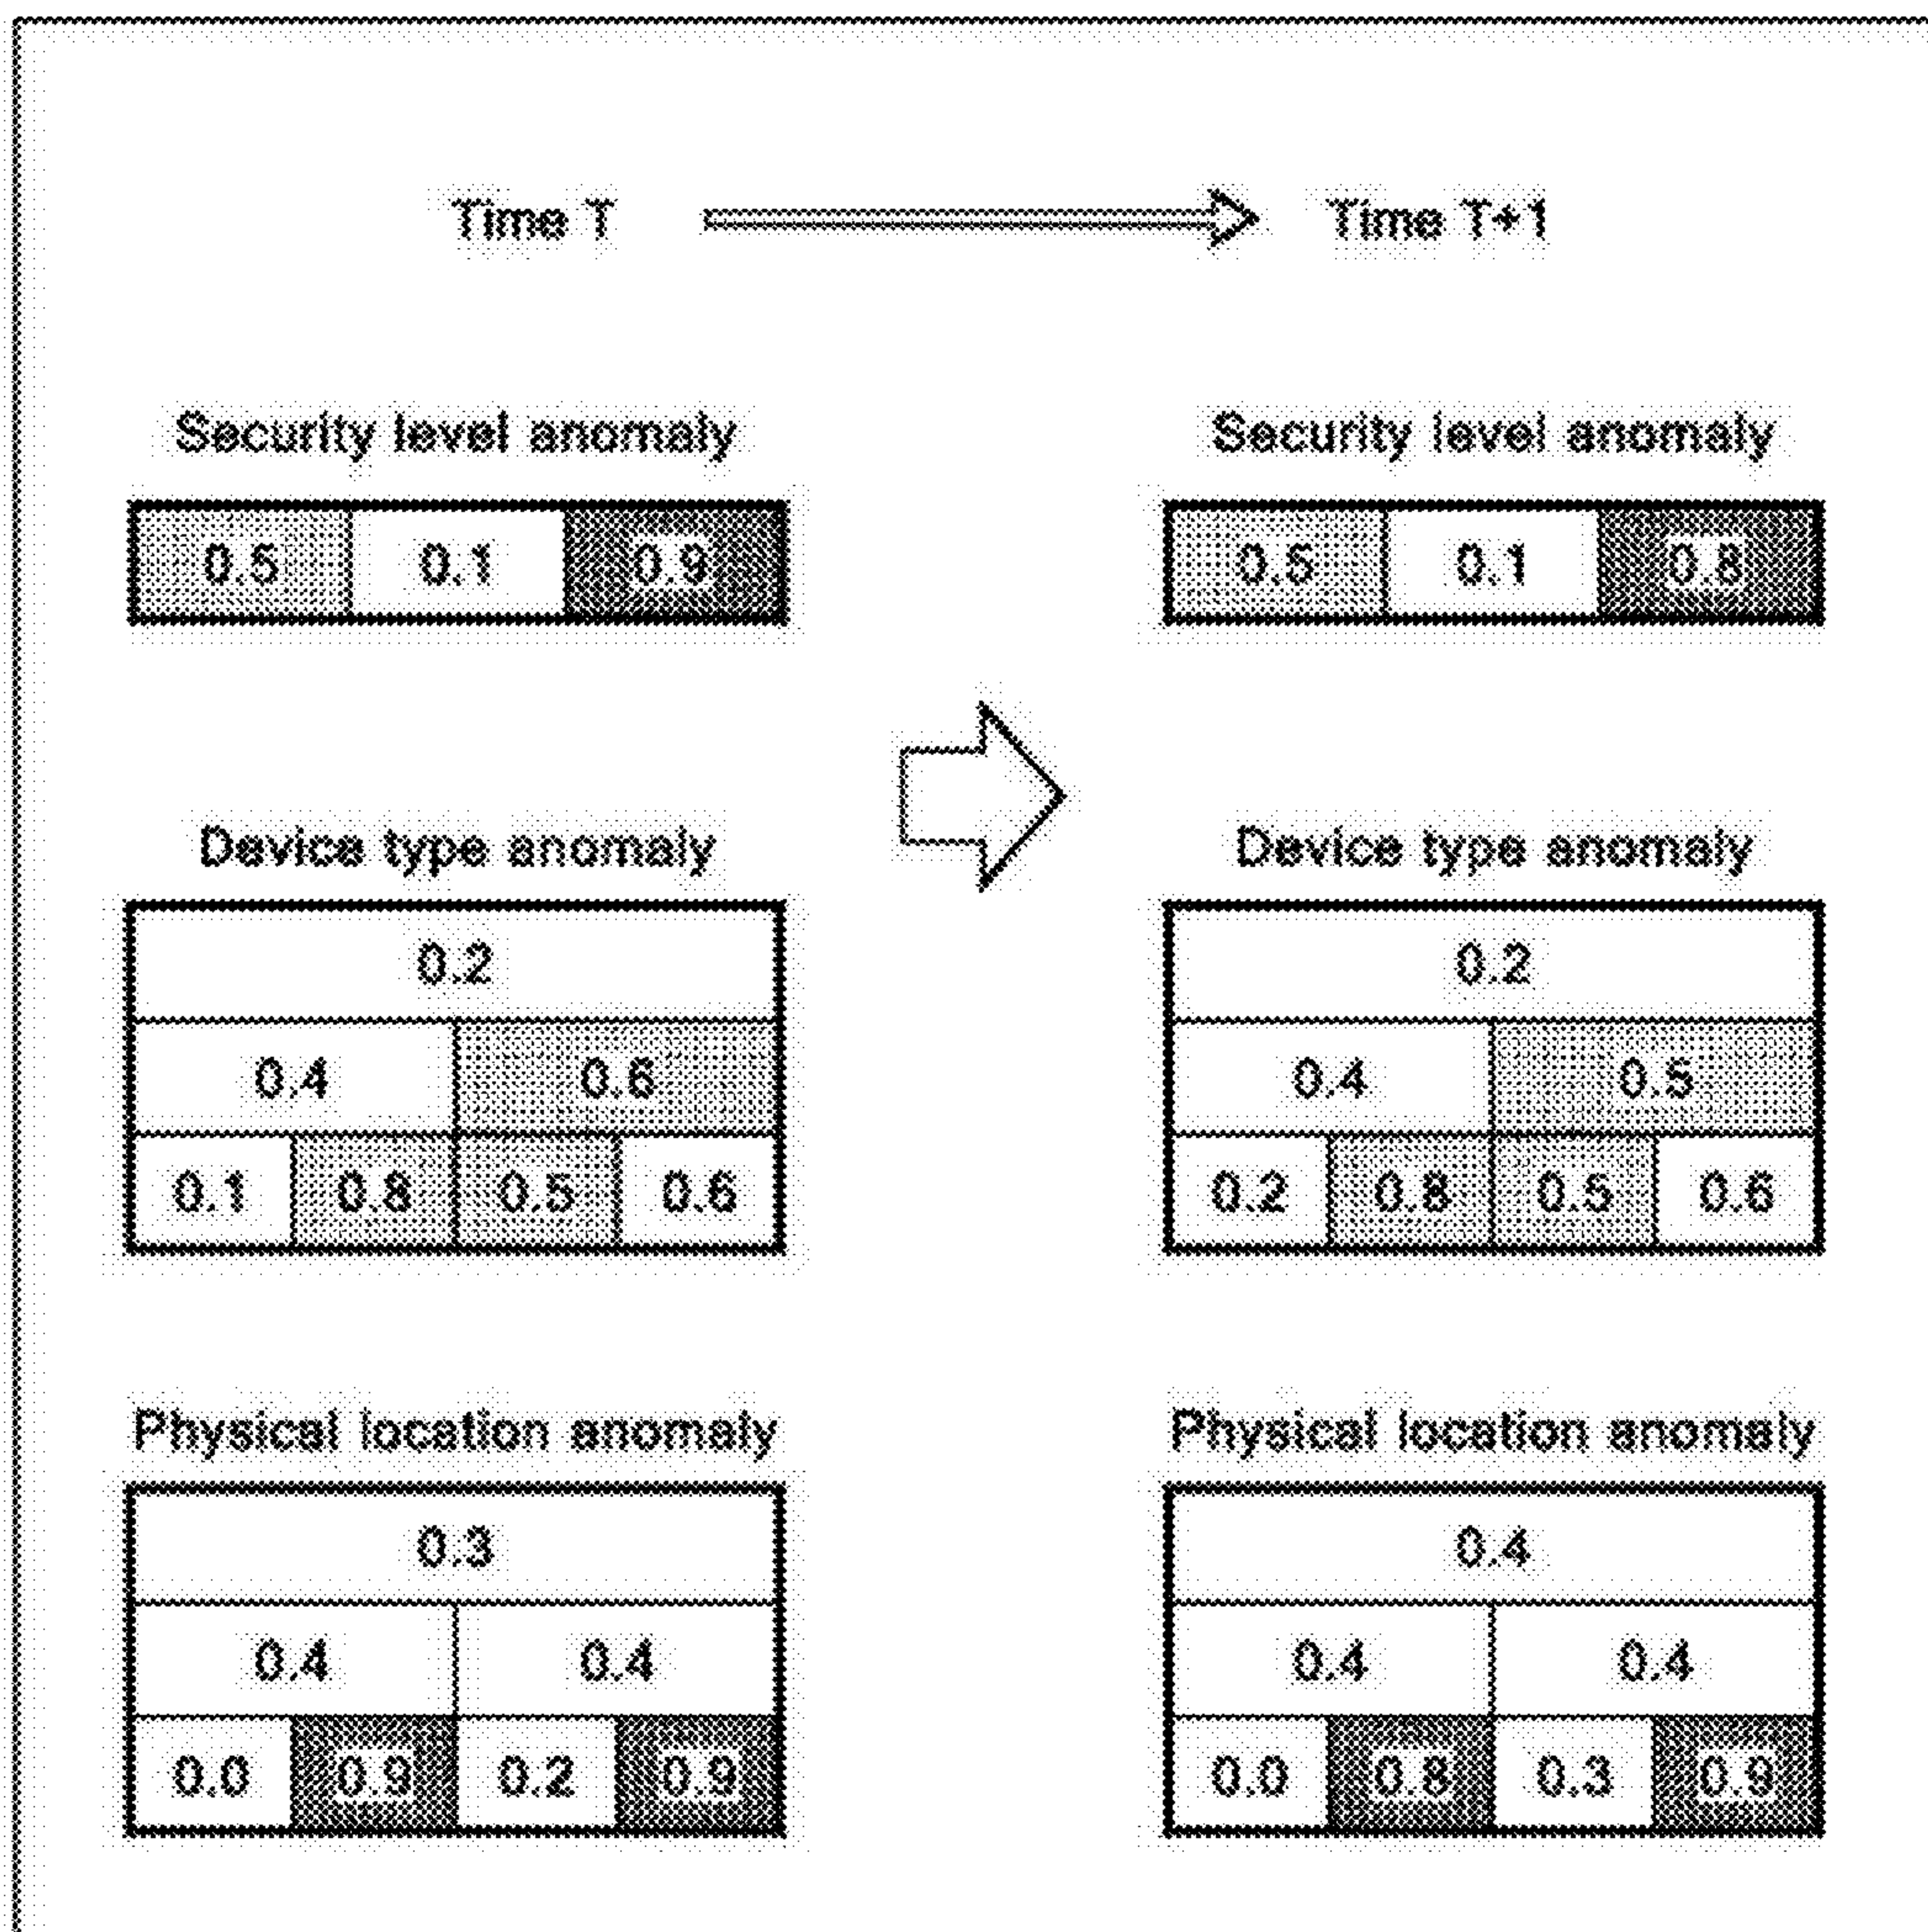 Time T Time T+1
Security level anomaly Security level anomaly
0.5 0.1 0.9 0.5 0.1 0.8
Device type anomaly Device type anomaly
0.2 0.2
0.4 0.6 0.4 0.5
0.1 0.8 0.5 0.6 0.2 0.8 0.5 0.6
Physical location anomaly Physical location anomaly
0.3 0.4
0.4 0.4 0.4 0.4
0.0 0.9 0.2 0.9 0.0 0.8 0.3 0.9